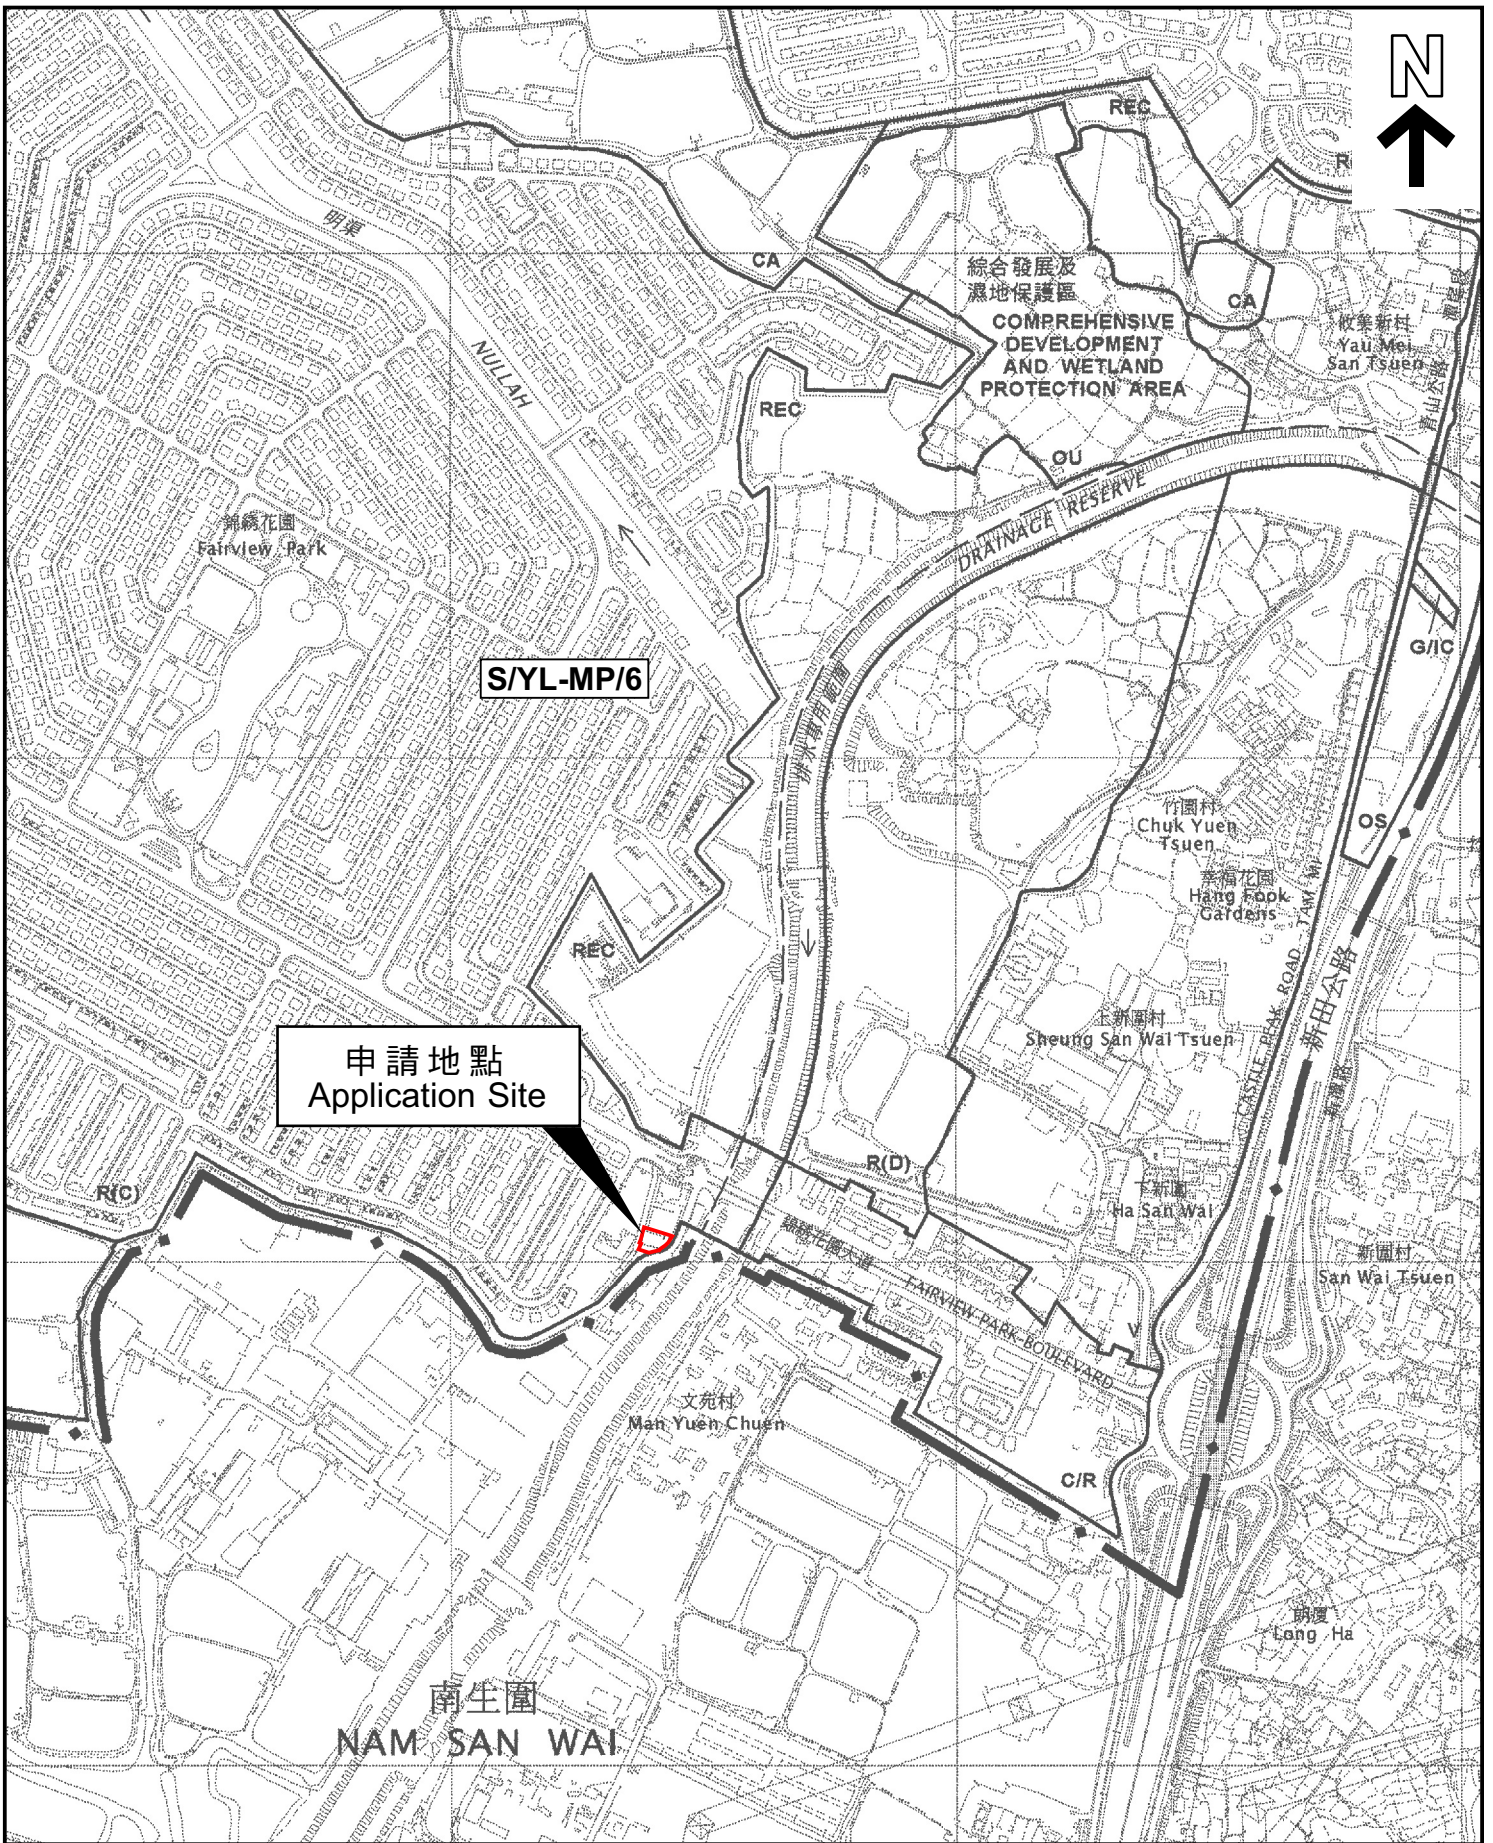 N
REC
明渠
CA
綜合發展及
濕地保護區
COMPREHENSIVE
DEVELOPMENT
AND WETLAND
PROTECTION AREA
CA
攸美新村
Yau Mei
San Tsuen
NULLAH
REC
OU
DRAINAGE RESERVE
錦綉花園
Fairview Park
G/IC
S/YL-MP/6
竹園村
Chuk Yuen
Tsuen
OS
幸福花園
Hang Fook
Gardens
REC
CASTLE PEAK ROAD TAM MI
新田公路
上新圍村
Sheung San Wai Tsuen
申請地點
Application Site
R(D)
R(C)
下新圍
Ha San Wai
錦綉花園大道
FAIRVIEW PARK BOULEVARD
新圍村
San Wai Tsuen
V
文苑村
Man Yuen Chuen
C/R
朗廈
Long Ha
南生圍
NAM SAN WAI